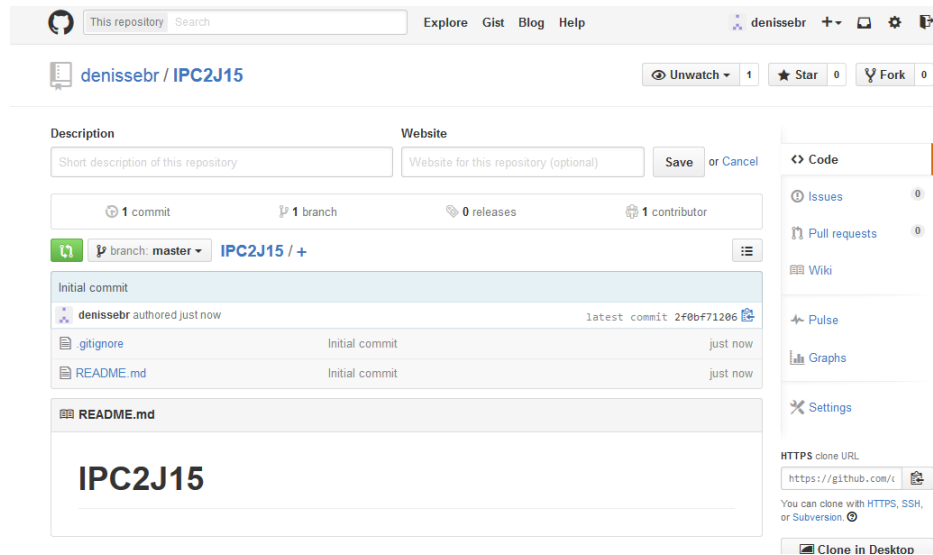 This repository Search Explore Gist Blog Help denissebr +
denissebr / IPC2J15 Unwatch 1 Star 0 Fork 0
Description Website
Short description of this repository Website for this repository (optional) Save or Cancel
1 commit 1 branch 0 releases 1 contributor
branch: master IPC2J15 / +
Initial commit
denissebr authored just now latest commit 2f0bf71206
.gitignore Initial commit just now
README.md Initial commit just now
README.md
IPC2J15
Code
Issues 0
Pull requests 0
Wiki
Pulse
Graphs
Settings
HTTPS clone URL
https://github.com/
You can clone with HTTPS, SSH,
or Subversion.
Clone in Desktop